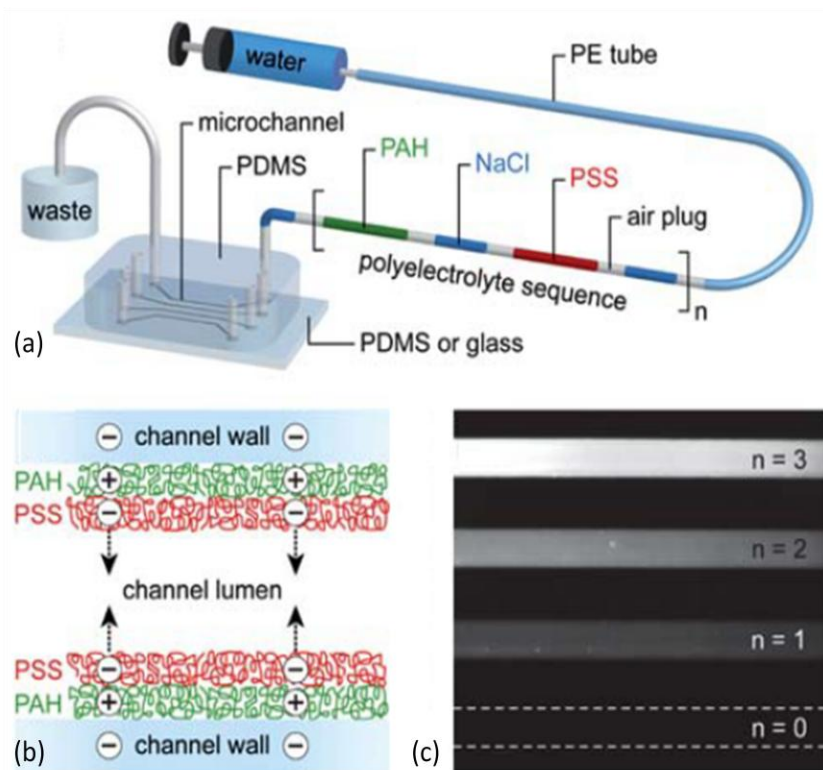 water
PE tube
microchannel
PAH
NaCl
PSS
PDMS
air plug
waste
polyelectrolyte sequence
n
(a)
PDMS or glass
− channel wall −
PAH + +
PSS − −
channel lumen
PSS − −
PAH + +
(b) − channel wall −
n = 3
n = 2
n = 1
n = 0
(c)